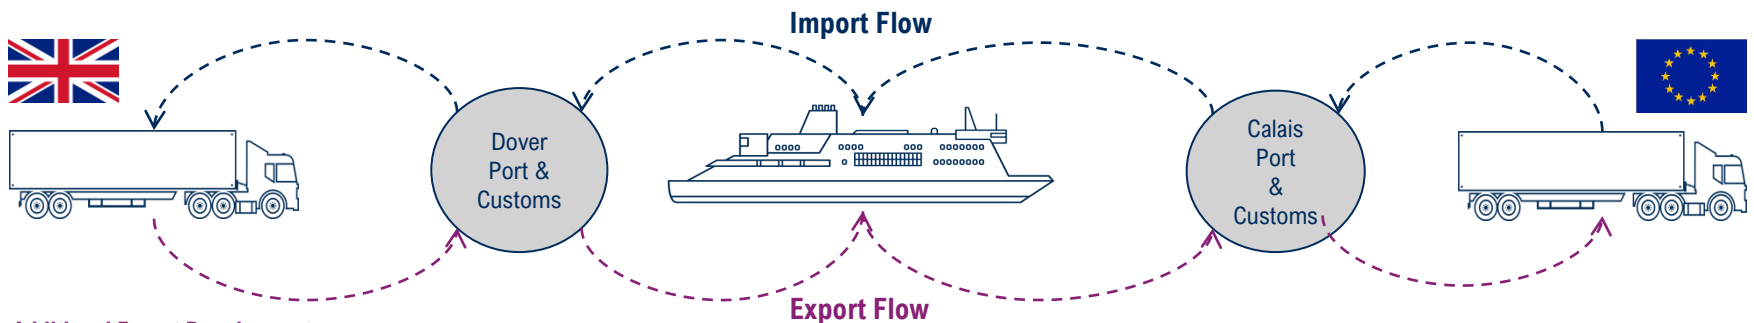 Import Flow
Dover
Port &
Customs
Calais
Port
&
Customs
Export Flow